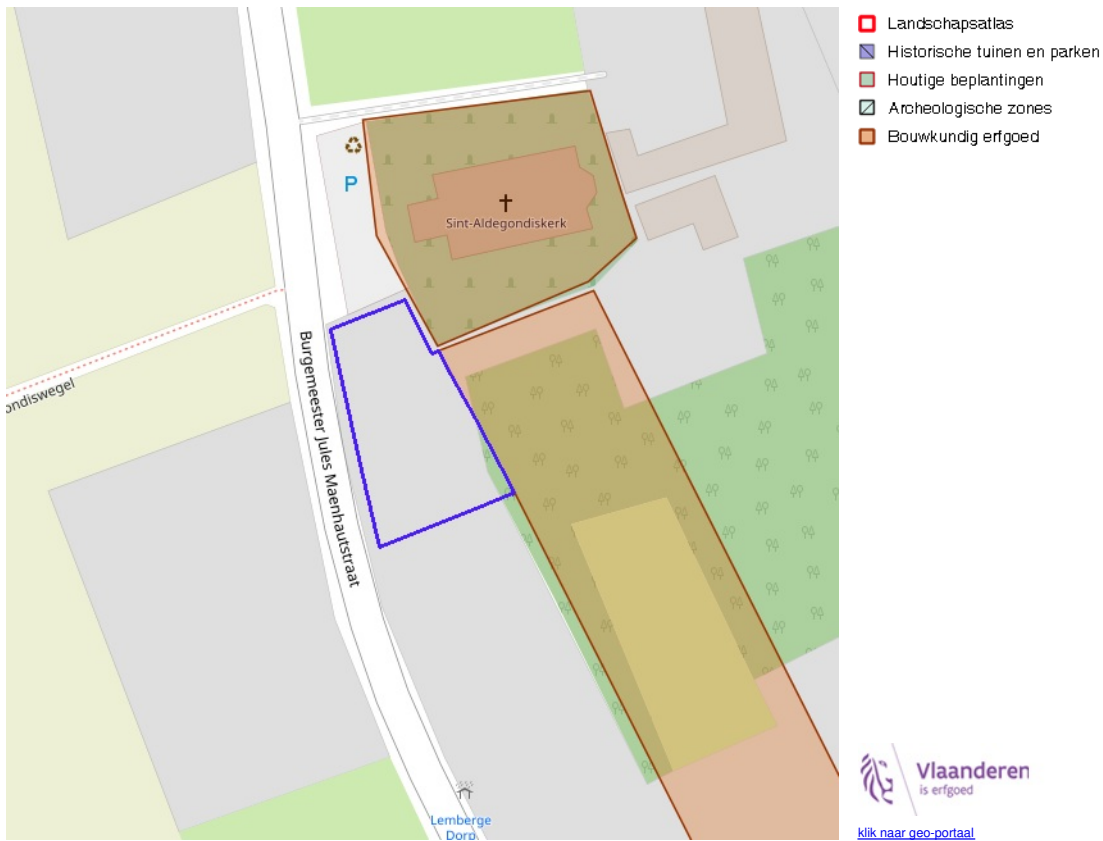 Landschapsatlas
Historische tuinen en parken
Houtige beplantingen
Archeologische zones
Bouwkundig erfgoed
P
Sint-Aldegondiskerk
ondiswegel
Burgemeester Jules Maenhautstraat
Lemberge
Dorp
Vlaanderen
is erfgoed
klik naar geo-portaal